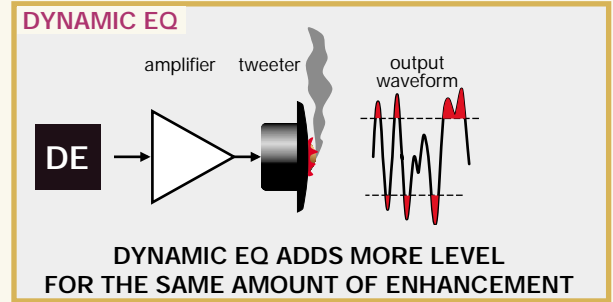 DYNAMIC EQ
amplifier tweeter output
waveform
DE
DYNAMIC EQ ADDS MORE LEVEL
FOR THE SAME AMOUNT OF ENHANCEMENT